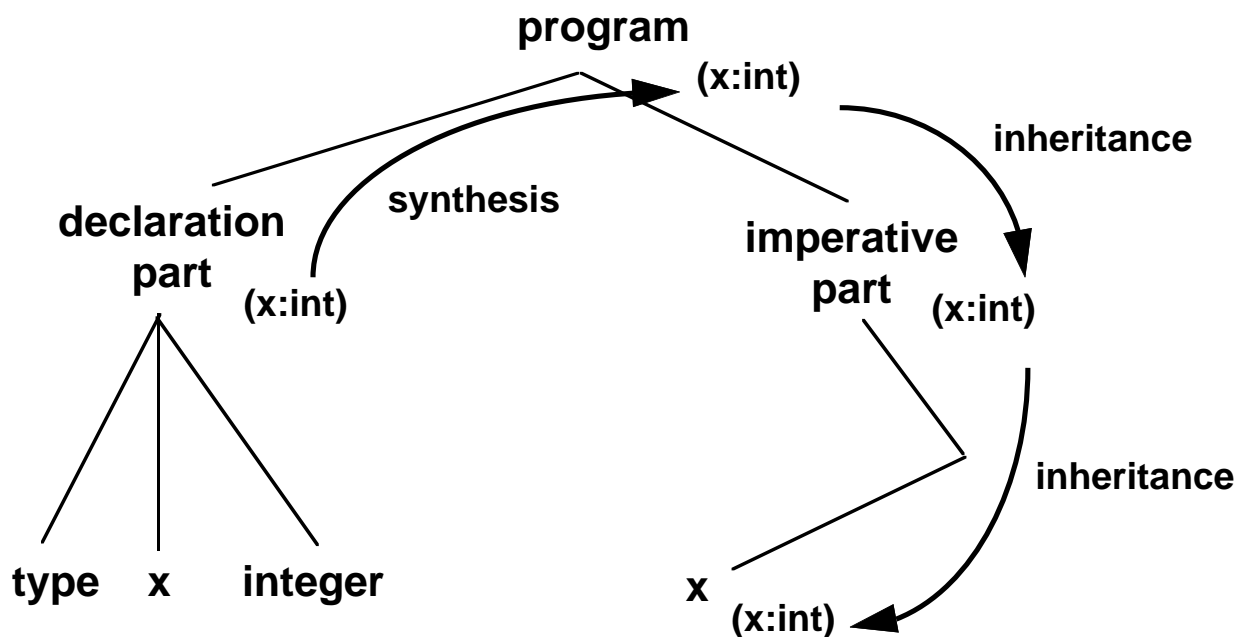 program
(x:int)
inheritance
synthesis
declaration
part
(x:int)
imperative
part
(x:int)
inheritance
type x integer
x
(x:int)